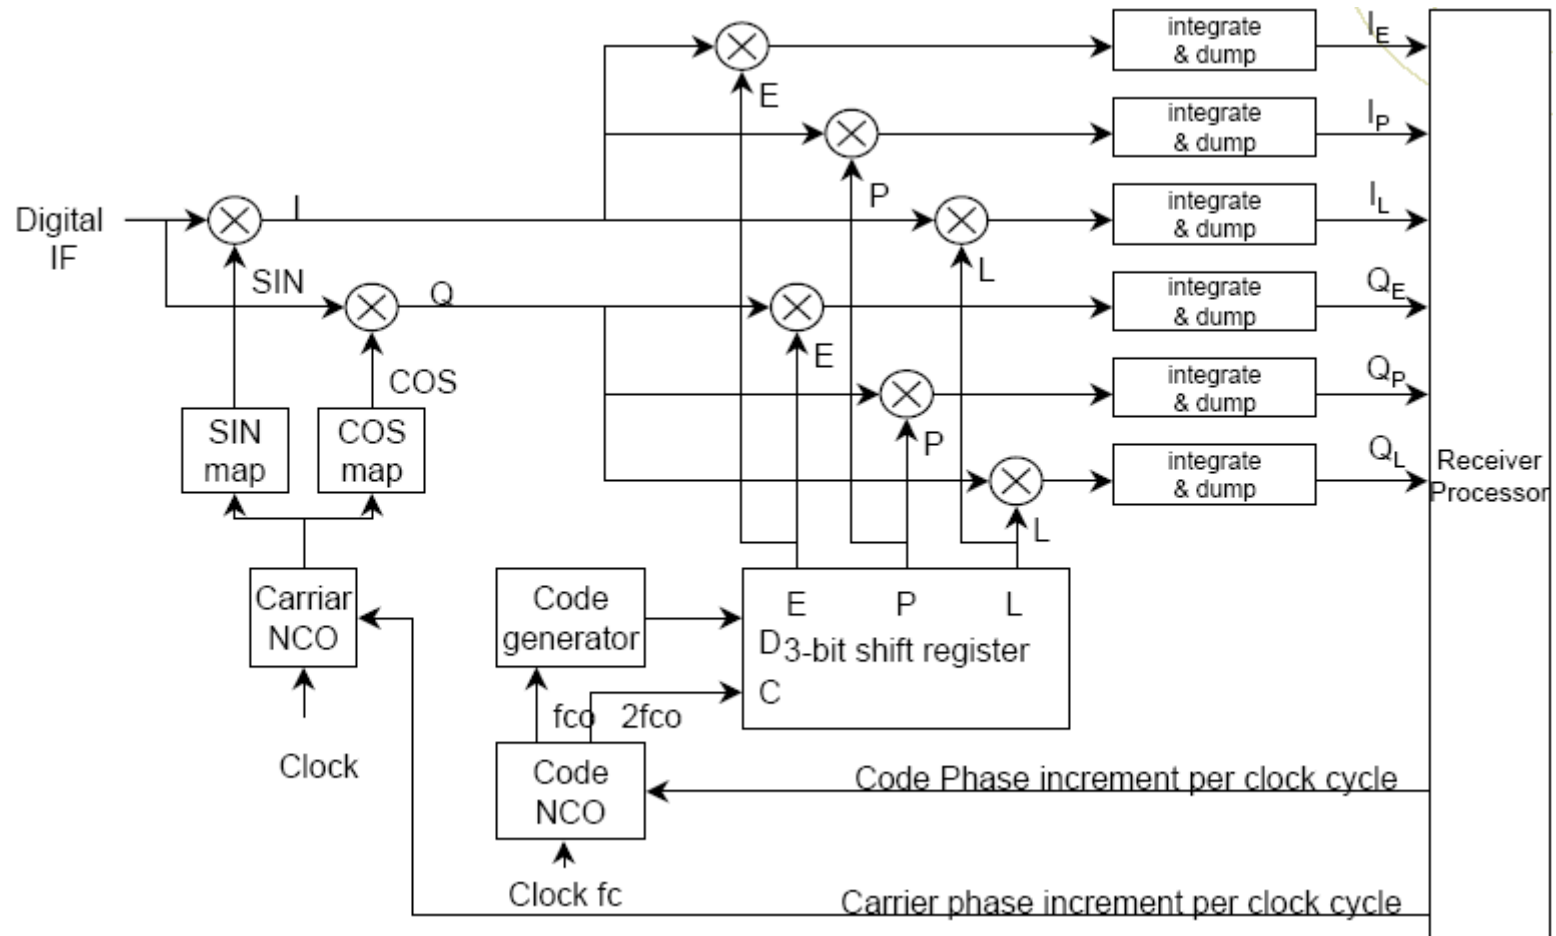 integrate
& dump
I_E
E
integrate
& dump
I_P
P
integrate
& dump
I_L
L
Digital
IF
I
SIN
Q
integrate
& dump
Q_E
E
COS
integrate
& dump
Q_P
P
SIN
map
COS
map
integrate
& dump
Q_L
L
Receiver
Processor
Carriar
NCO
Clock
Code
generator
E P L
D 3-bit shift register
C
fco 2fco
Code
NCO
Clock fc
Code Phase increment per clock cycle
Carrier phase increment per clock cycle